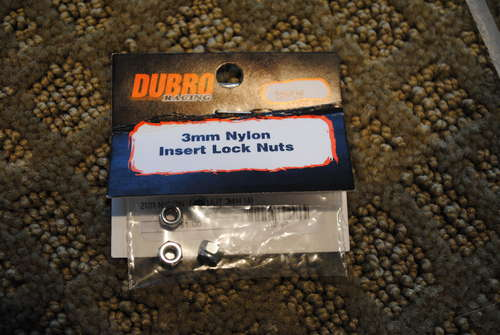 DUBRO
RACING
3mm Nylon
Insert Lock Nuts